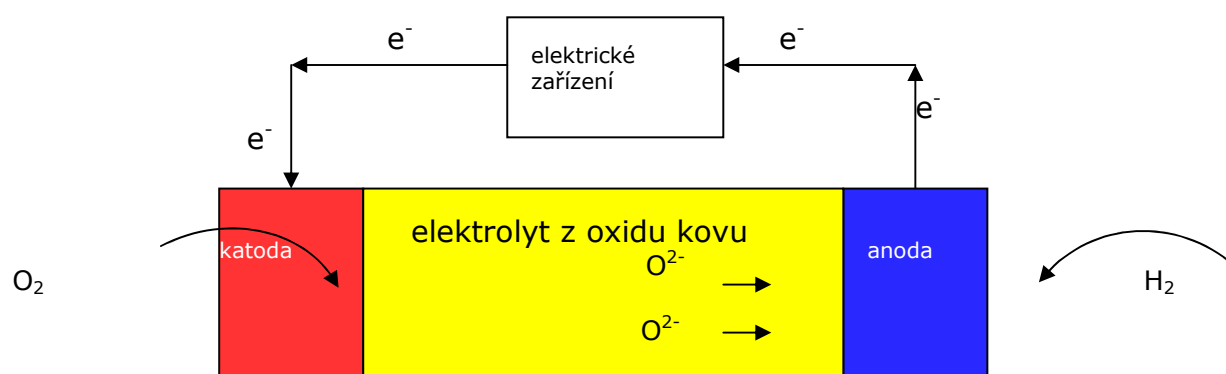 e⁻
elektrické
zařízení
e⁻
e⁻
e⁻
elektrolyt z oxidu kovu
katoda
anoda
O²⁻
O₂
H₂
O²⁻